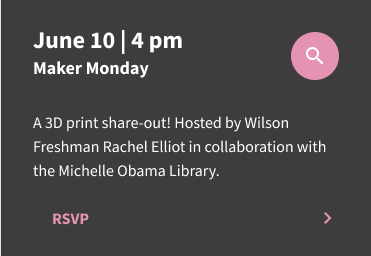 June 10 | 4 pm
Maker Monday
A 3D print share-out! Hosted by Wilson
Freshman Rachel Elliot in collaboration with
the Michelle Obama Library.
RSVP